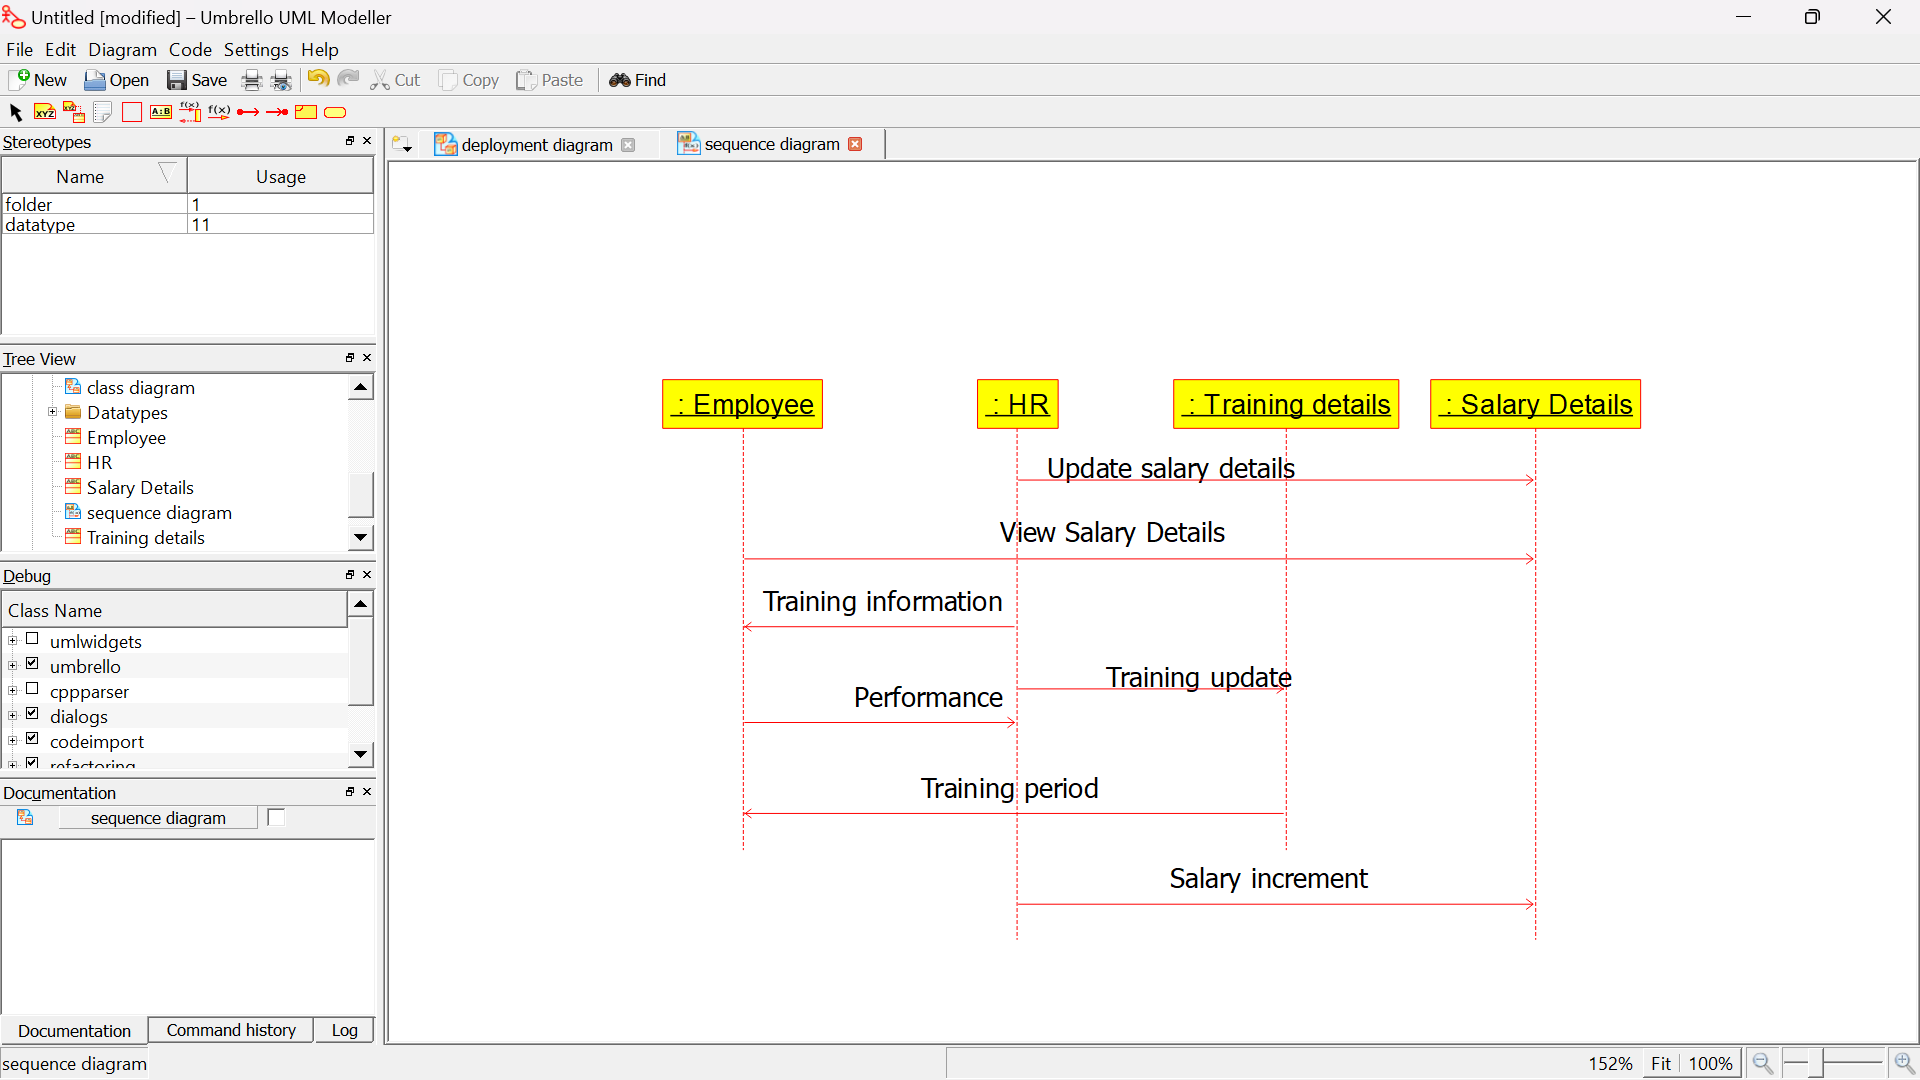 Untitled [modified] – Umbrello UML Modeller
File Edit Diagram Code Settings Help
New Open Save Cut Copy Paste Find
XYZ XYZ A:B f(x) f(x)
Stereotypes
deployment diagram
sequence diagram
Name Usage
folder 1
datatype 11
Tree View
class diagram
Datatypes
Employee
HR
Salary Details
sequence diagram
Training details
Debug
Class Name
umlwidgets
umbrello
cppparser
dialogs
codeimport
refactoring
Documentation
sequence diagram
Documentation Command history Log
: Employee
: HR
: Training details
: Salary Details
Update salary details
View Salary Details
Training information
Training update
Performance
Training period
Salary increment
sequence diagram
152% Fit 100%